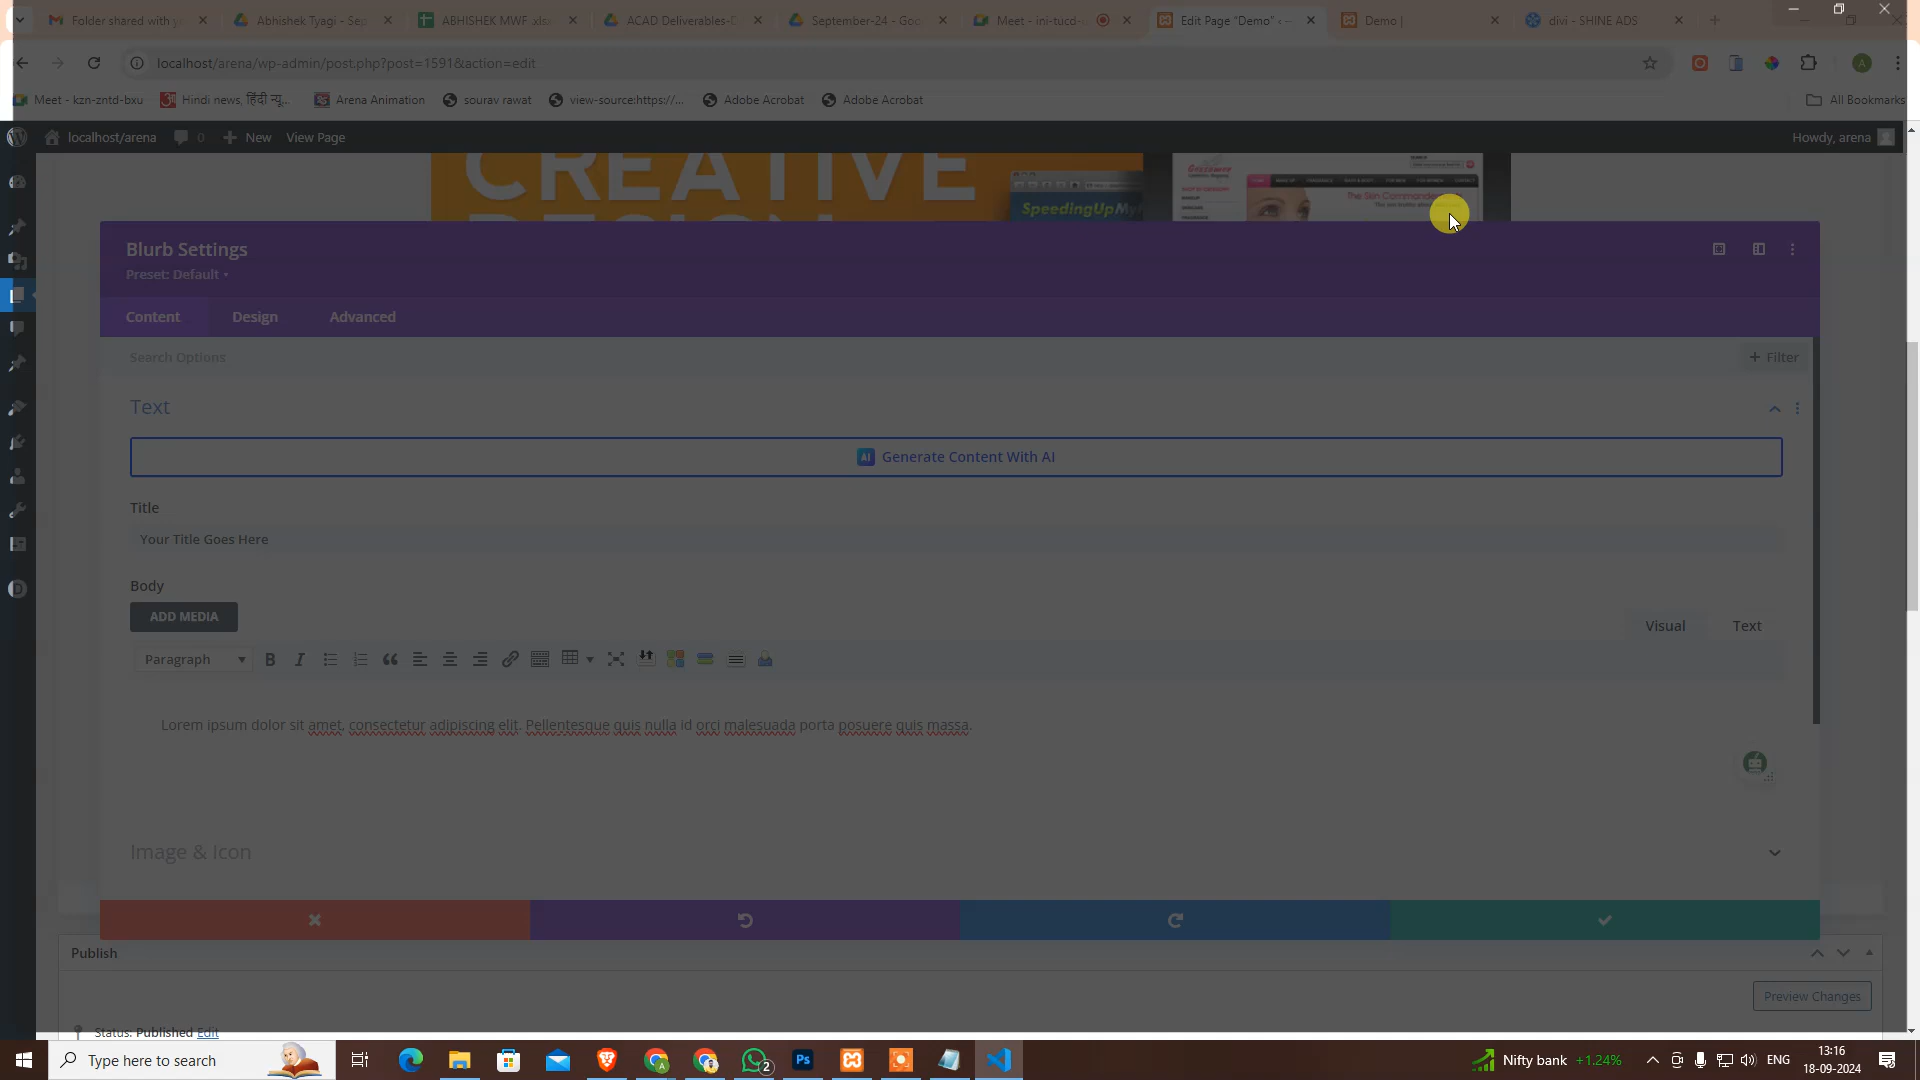 Folder shared with y
Abhishek Tyagi - Sep
ABHISHEK MWF .xlsx
ACAD Deliverables-D
September-24 - Goo
Meet - ini-tucd-
Edit Page "Demo" ‹ –
Demo |
divi - SHINE ADS
localhost/arena/wp-admin/post.php?post=1591&action=edit
Meet - kzn-zntd-bxu
Hindi news, हिंदी न्यू...
Arena Animation
sourav rawat
view-source:https://...
Adobe Acrobat
Adobe Acrobat
All Bookmarks
localhost/arena
0
New
View Page
Howdy, arena
CREATIVE
DESIGN
SpeedingUpMy
The Skin Commande
Blurb Settings
Preset: Default
Content
Design
Advanced
Search Options
+ Filter
Text
AI Generate Content With AI
Title
Your Title Goes Here
Body
ADD MEDIA
Visual
Text
Paragraph
Lorem ipsum dolor sit amet, consectetur adipiscing elit. Pellentesque quis nulla id orci malesuada porta posuere quis massa.
Image & Icon
Publish
Preview Changes
Status: Published Edit
Type here to search
2
Ps
Nifty bank +1.24%
ENG
13:16
18-09-2024